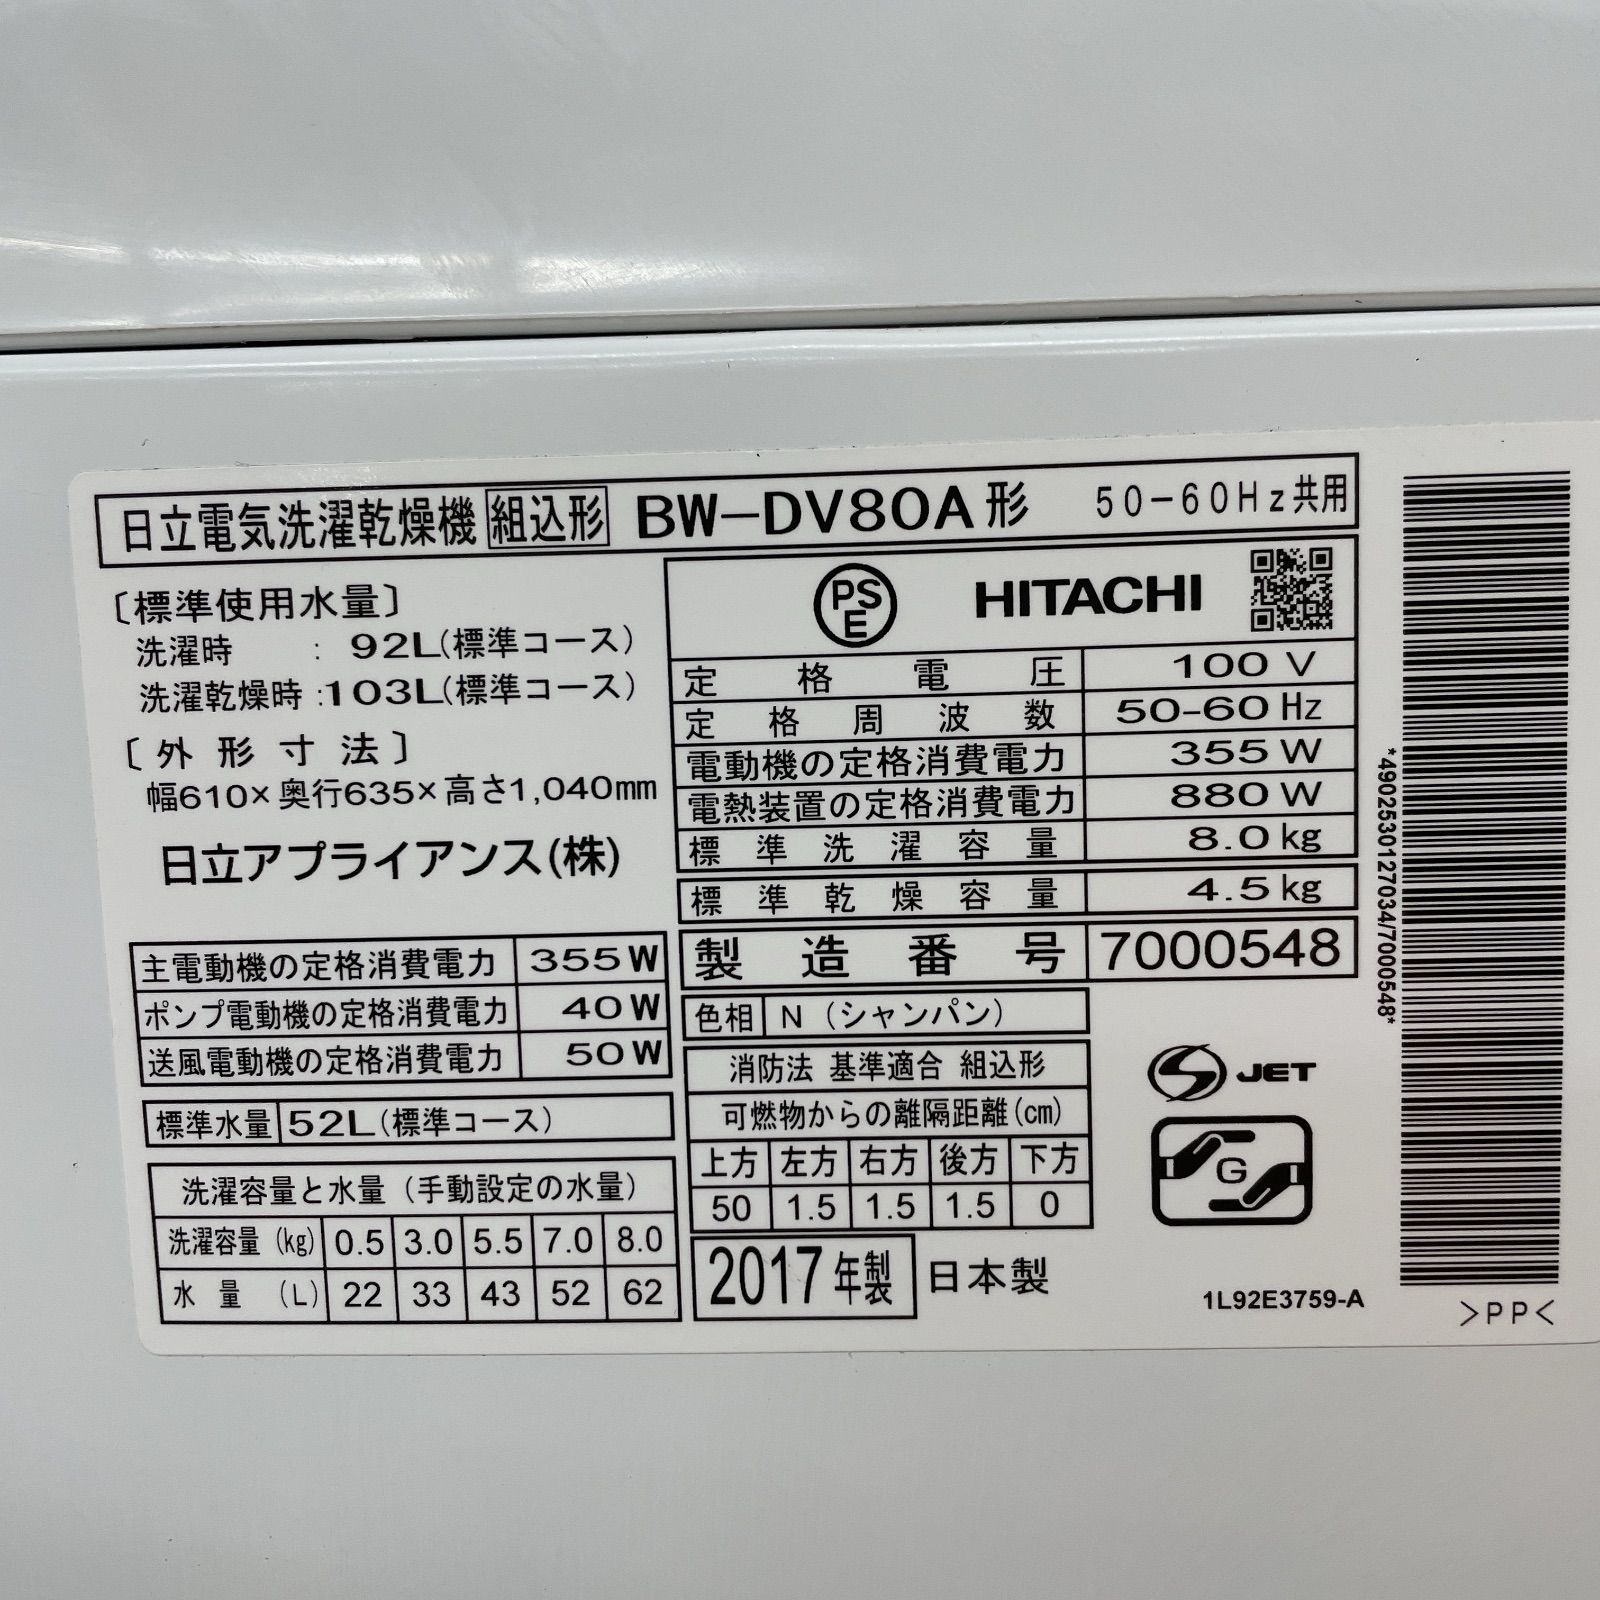 日立電気洗濯乾燥機 組込形 BW-DV80A形 50-60Hz共用
〔標準使用水量〕
洗濯時 : 92L(標準コース)
洗濯乾燥時 : 103L(標準コース)
〔外形寸法〕
幅610×奥行635×高さ1,040mm
日立アプライアンス(株)
主電動機の定格消費電力 355W
ポンプ電動機の定格消費電力 40W
送風電動機の定格消費電力 50W
標準水量 52L(標準コース)
洗濯容量と水量(手動設定の水量)
洗濯容量(kg) 0.5 3.0 5.5 7.0 8.0
水量(L) 22 33 43 52 62
PSE HITACHI
定格電圧 100V
定格周波数 50-60Hz
電動機の定格消費電力 355W
電熱装置の定格消費電力 880W
標準洗濯容量 8.0kg
標準乾燥容量 4.5kg
製造番号 7000548
色相 N(シャンパン)
消防法 基準適合 組込形
可燃物からの離隔距離(cm)
上方 左方 右方 後方 下方
50 1.5 1.5 1.5 0
2017年製 日本製
S JET
G
1L92E3759-A
*4902530127034/7000548*
>PP<